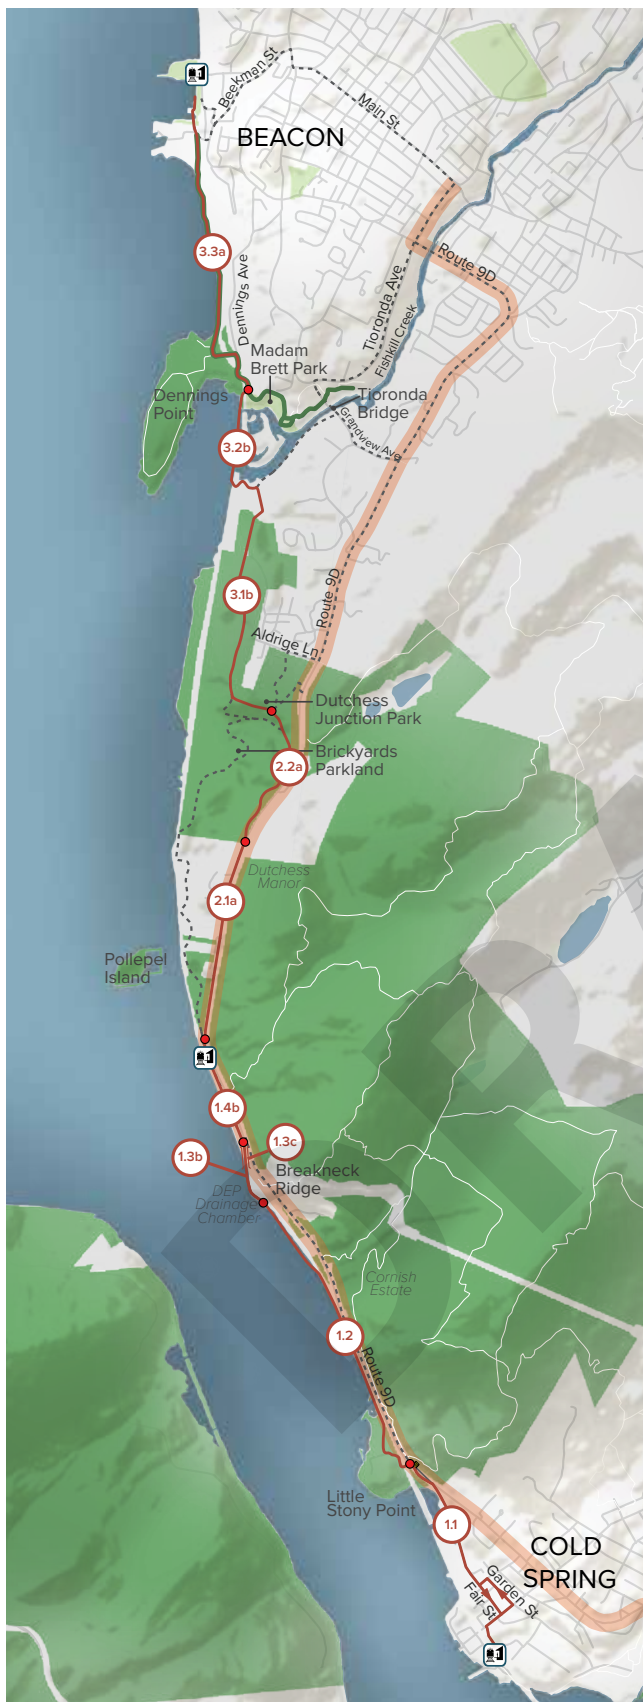 Beekman St
Main St
BEACON
3.3a
Dennings Ave
Route 9D
Tioronda Ave
Fishkill Creek
Madam
Brett Park
Dennings
Point
Tioronda
Bridge
Grandview Ave
3.2b
3.1b
Route 9D
Aldrige Ln
Dutchess
Junction Park
Brickyards
Parkland
2.2a
Dutchess
Manor
2.1a
Pollepel
Island
1.4b
1.3b
1.3c
Breakneck
Ridge
DEP
Drainage
Chamber
Cornish
Estate
1.2
Route 9D
Little
Stony Point
1.1
COLD
SPRING
Garden St
Fair St